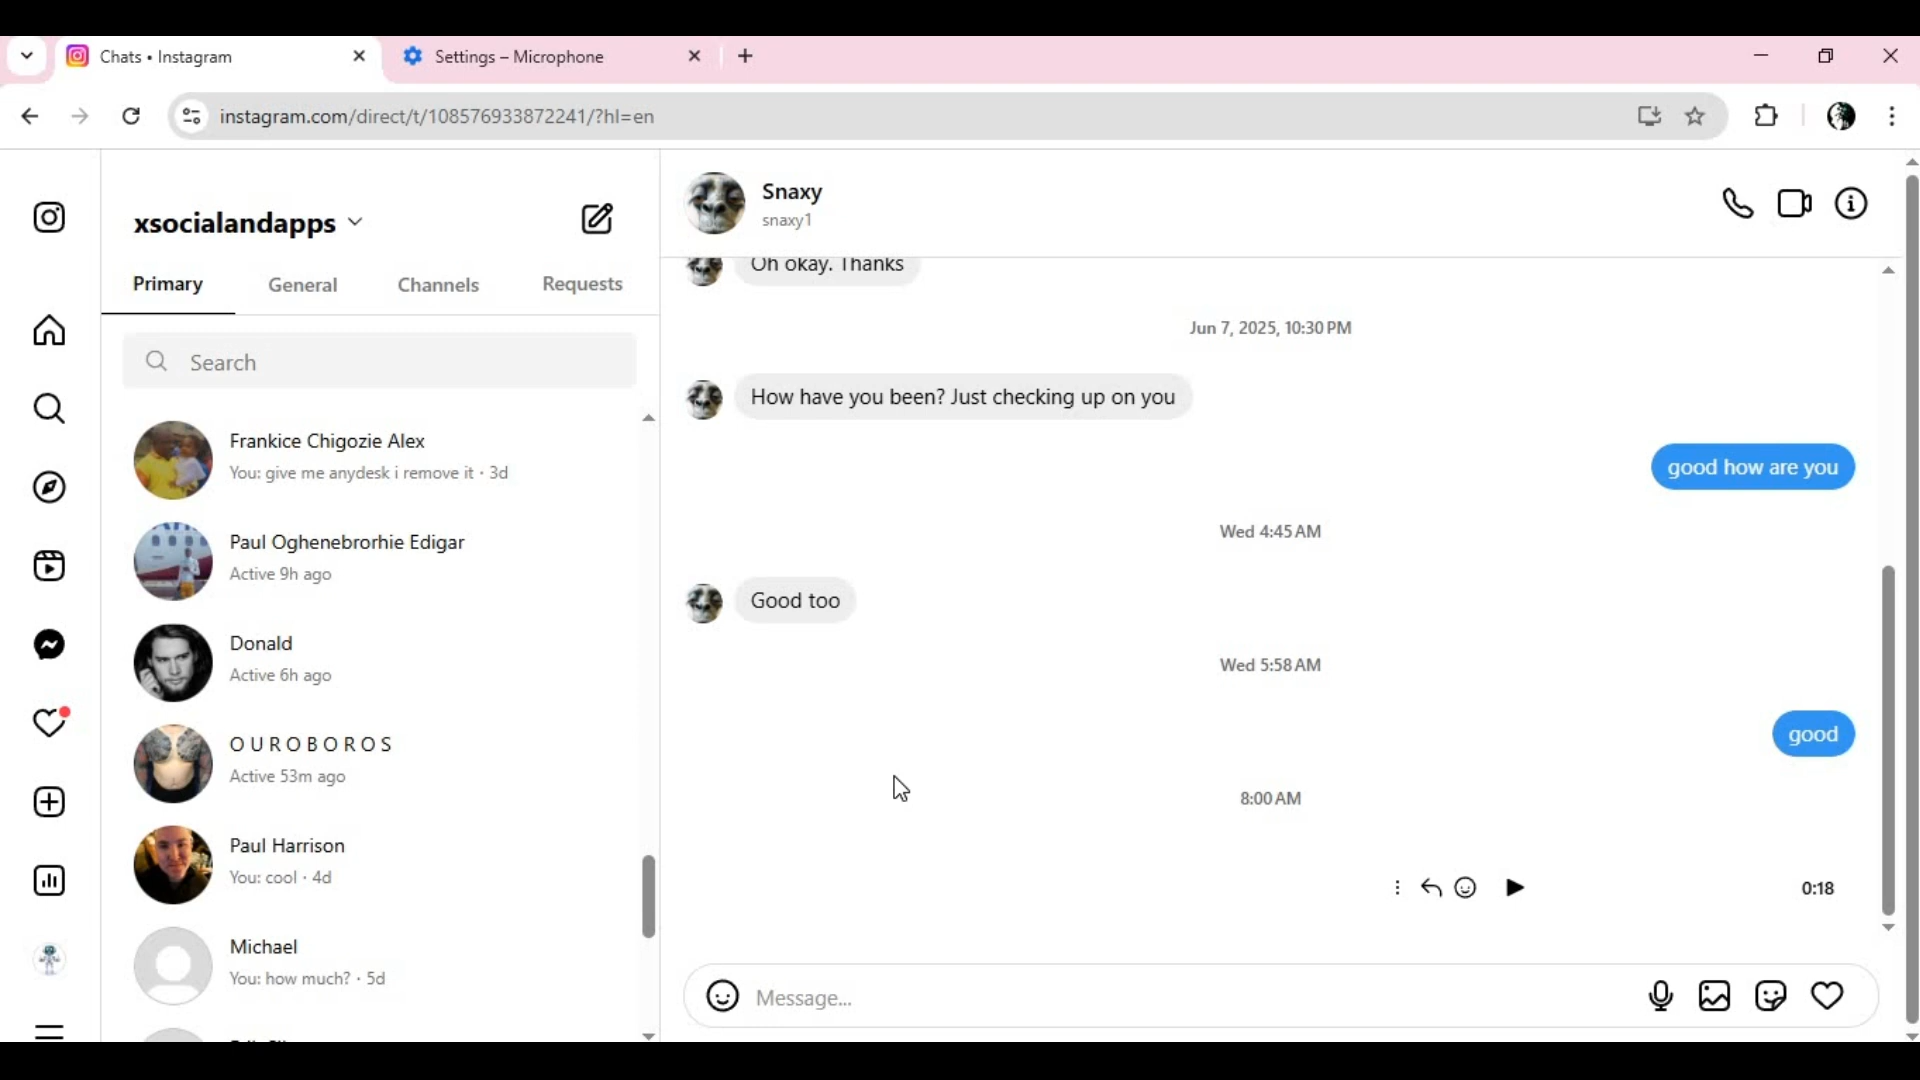 Chats • Instagram
Settings – Microphone
instagram.com/direct/t/108576933872241/?hl=en
xsocialandapps
Primary
General
Channels
Requests
Search
Frankice Chigozie Alex
You: give me anydesk i remove it · 3d
Paul Oghenebrorhie Edigar
Active 9h ago
Donald
Active 6h ago
O U R O B O R O S
Active 53m ago
Paul Harrison
You: cool · 4d
Michael
You: how much? · 5d
Snaxy
snaxy1
Oh okay. Thanks
Jun 7, 2025, 10:30 PM
How have you been? Just checking up on you
good how are you
Wed 4:45 AM
Good too
Wed 5:58 AM
good
8:00 AM
0:18
Message...